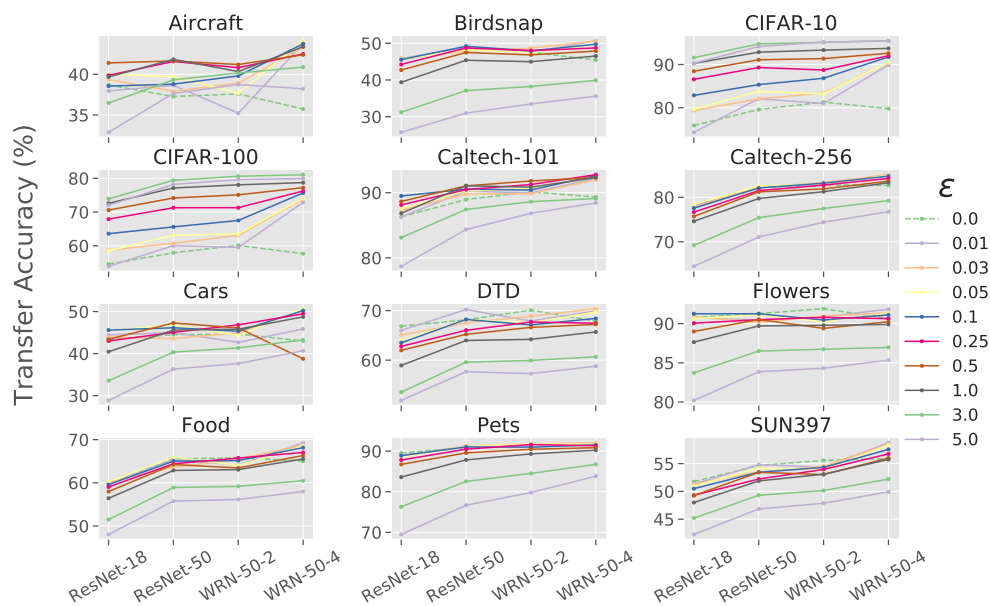 Transfer Accuracy (%)
Aircraft
40
35
Birdsnap
50
40
30
CIFAR-10
90
80
CIFAR-100
80
70
60
Caltech-101
90
80
Caltech-256
80
70
Cars
50
40
30
DTD
70
60
Flowers
90
85
80
Food
70
60
50
Pets
90
80
70
SUN397
55
50
45
ResNet-18
ResNet-50
WRN-50-2
WRN-50-4
ResNet-18
ResNet-50
WRN-50-2
WRN-50-4
ResNet-18
ResNet-50
WRN-50-2
WRN-50-4
ε
0.0
0.01
0.03
0.05
0.1
0.25
0.5
1.0
3.0
5.0